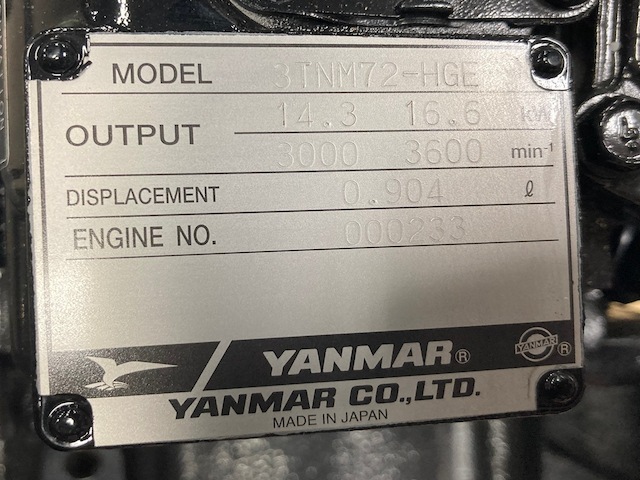 MODEL 3TNM72-HGE
OUTPUT 14.3 16.6 kW
3000 3600 min-1
DISPLACEMENT 0.904 ℓ
ENGINE NO. 000233
YANMAR® YANMAR ®
YANMAR CO.,LTD.
MADE IN JAPAN